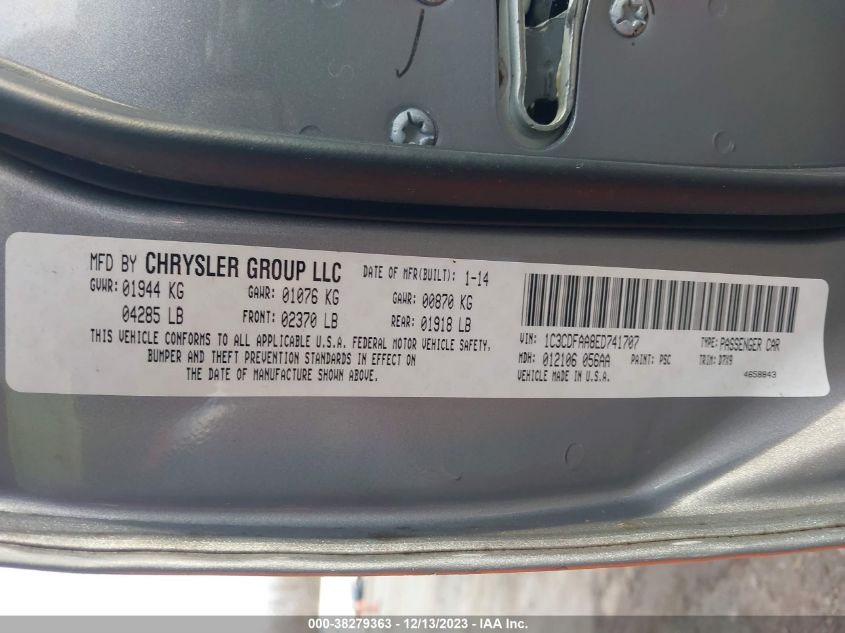 MFD BY CHRYSLER GROUP LLC DATE OF MFR(BUILT): 1-14
GVWR: 01944 KG GAWR: 01076 KG GAWR: 00870 KG
04285 LB FRONT: 02370 LB REAR: 01918 LB
THIS VEHICLE CONFORMS TO ALL APPLICABLE U.S.A. FEDERAL MOTOR VEHICLE SAFETY,
BUMPER AND THEFT PREVENTION STANDARDS IN EFFECT ON
THE DATE OF MANUFACTURE SHOWN ABOVE.
VIN: 1C3CDFAA8ED741707 TYPE: PASSENGER CAR
MDH: 012106 056AA PAINT: PSC TRIM: D7X9
VEHICLE MADE IN U.S.A. 4658843
000-38279363 - 12/13/2023 - IAA Inc.